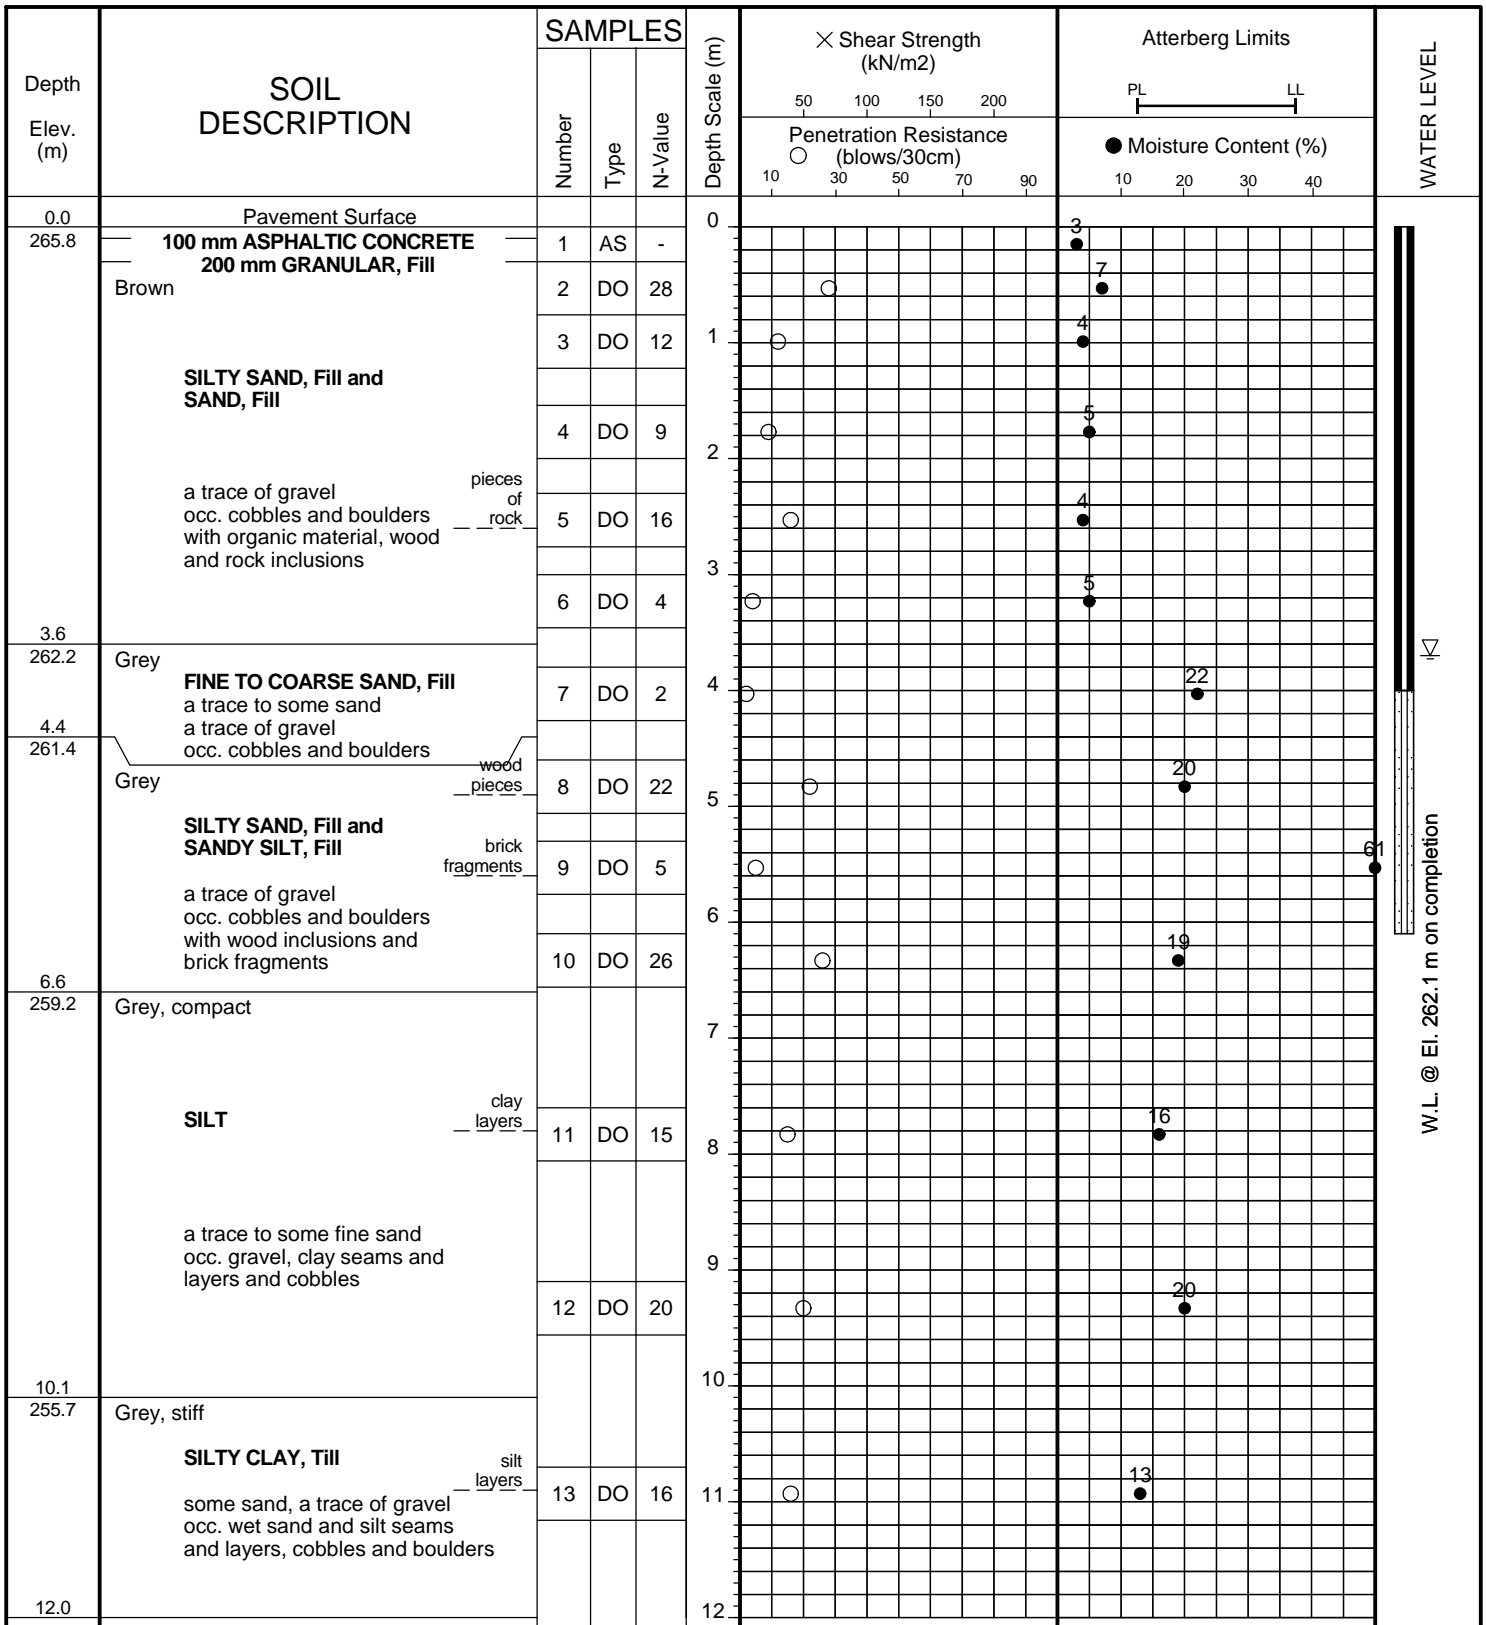 SAMPLES
Depth
Elev.
(m)
SOIL
DESCRIPTION
Number
Type
N-Value
Depth Scale (m)
Shear Strength
(kN/m2)
50 100 150 200
Penetration Resistance
(blows/30cm)
10 30 50 70 90
Atterberg Limits
PL LL
Moisture Content (%)
10 20 30 40
WATER LEVEL
0.0 Pavement Surface 0
265.8 100 mm ASPHALTIC CONCRETE 1 AS - 3
200 mm GRANULAR, Fill
Brown 2 DO 28 7
3 DO 12 1 4
SILTY SAND, Fill and
SAND, Fill
4 DO 9 5
2
pieces
of
rock
a trace of gravel
occ. cobbles and boulders 5 DO 16 4
with organic material, wood
and rock inclusions
3
6 DO 4 5
3.6
262.2 Grey
FINE TO COARSE SAND, Fill 7 DO 2 4 22
a trace to some sand
4.4 a trace of gravel
261.4 occ. cobbles and boulders
Grey wood
pieces 8 DO 22 20
5
SILTY SAND, Fill and
SANDY SILT, Fill
brick
fragments 9 DO 5 61
a trace of gravel
occ. cobbles and boulders 6
with wood inclusions and
brick fragments 10 DO 26 19
6.6
259.2 Grey, compact
7
W.L. @ El. 262.1 m on completion
SILT
clay
layers 11 DO 15 16
8
a trace to some fine sand
occ. gravel, clay seams and
layers and cobbles 9
12 DO 20 20
10.1 10
255.7 Grey, stiff
SILTY CLAY, Till
silt
layers 13 DO 16 13
some sand, a trace of gravel 11
occ. wet sand and silt seams
and layers, cobbles and boulders
12.0 12